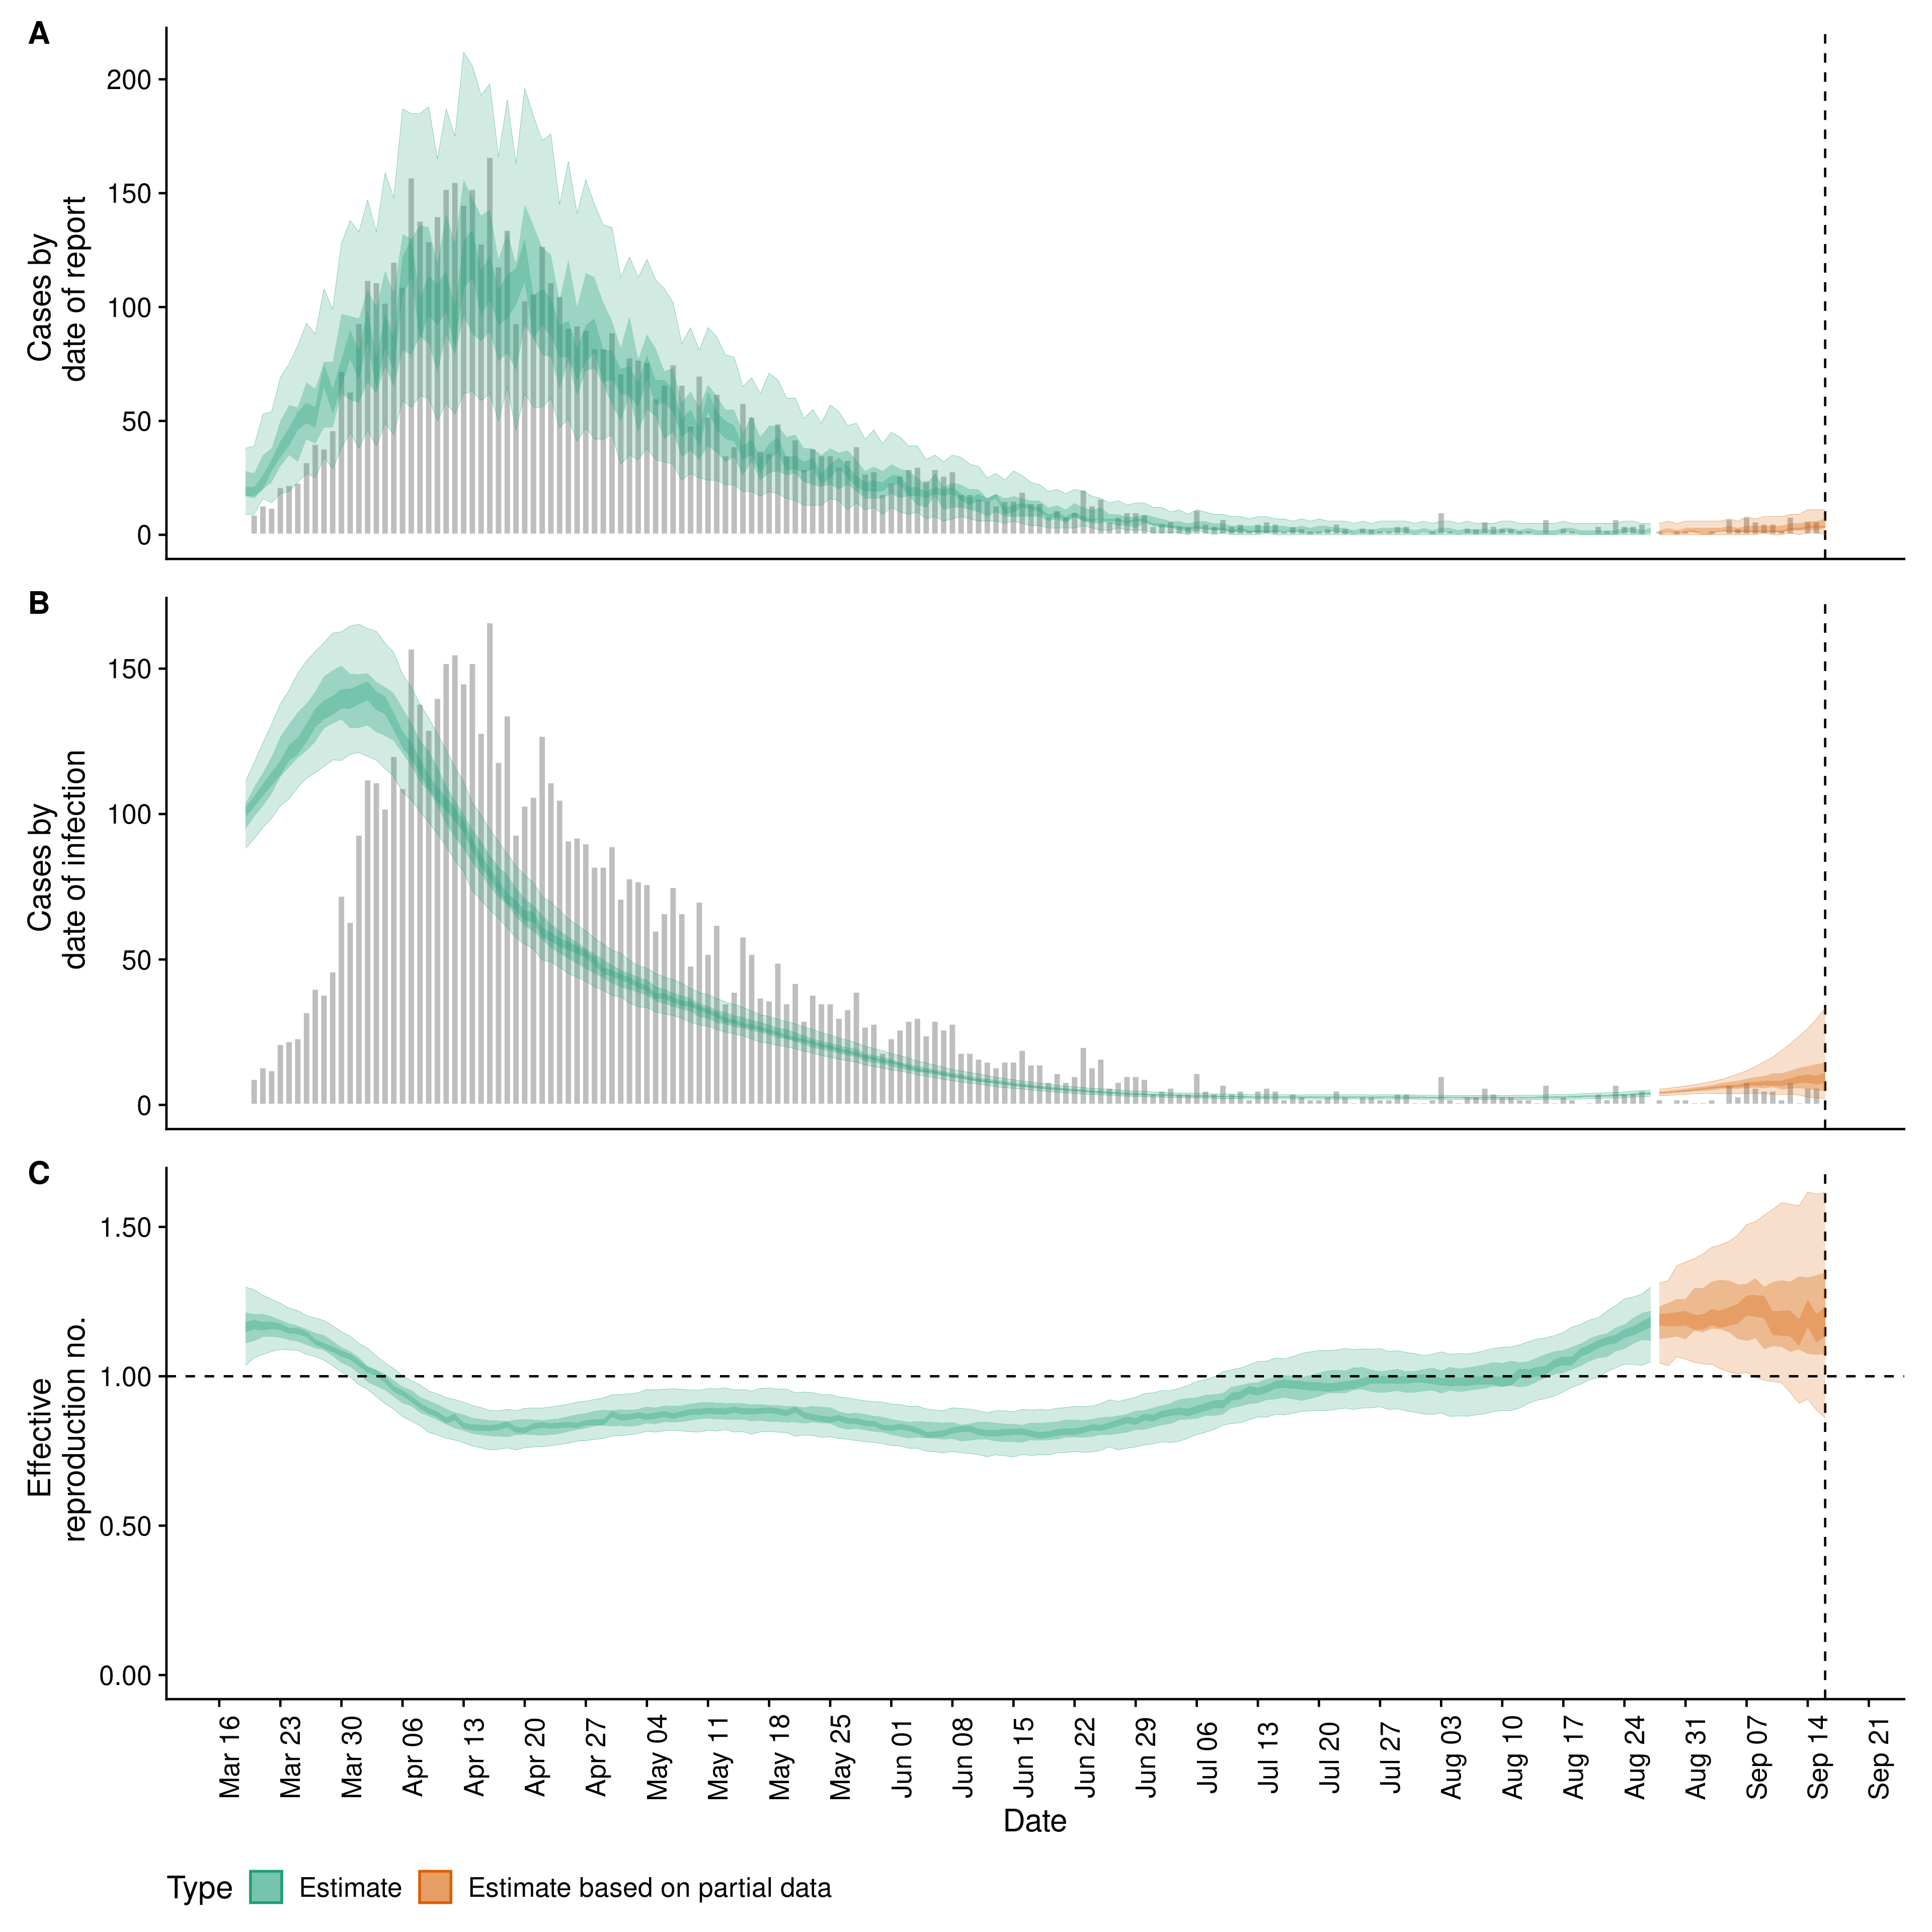 A
Cases by
date of report
200
150
100
50
0
B
Cases by
date of infection
150
100
50
0
C
Effective
reproduction no.
1.50
1.00
0.50
0.00
Mar 16
Mar 23
Mar 30
Apr 06
Apr 13
Apr 20
Apr 27
May 04
May 11
May 18
May 25
Jun 01
Jun 08
Jun 15
Jun 22
Jun 29
Jul 06
Jul 13
Jul 20
Jul 27
Aug 03
Aug 10
Aug 17
Aug 24
Aug 31
Sep 07
Sep 14
Sep 21
Date
Type Estimate Estimate based on partial data